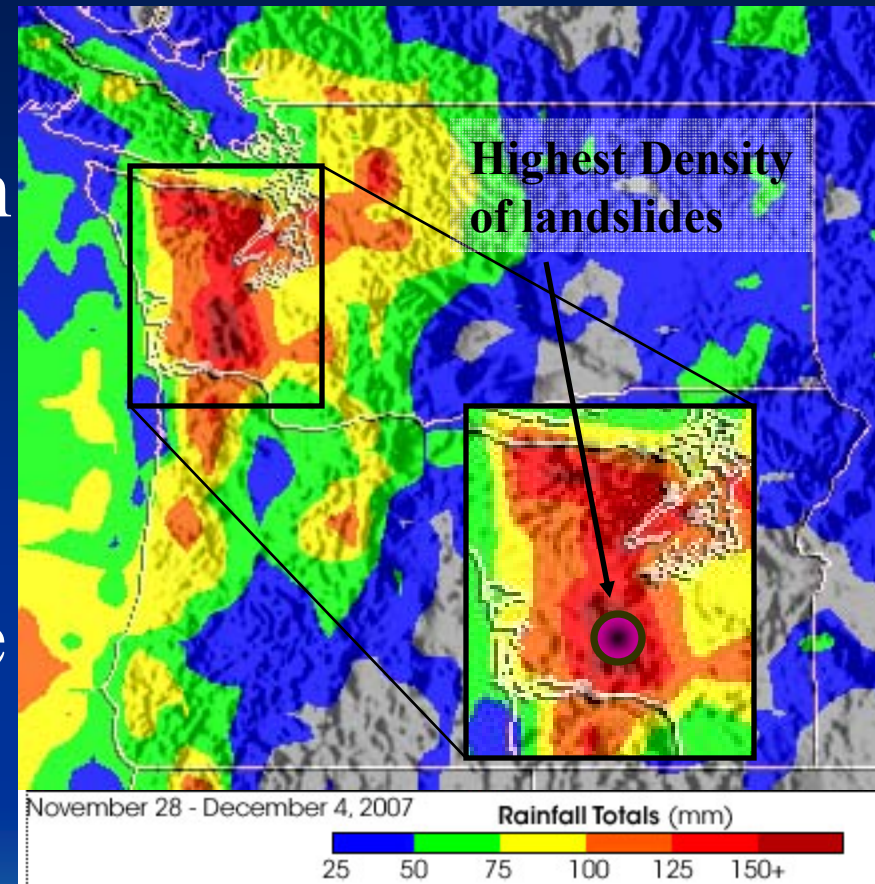 n
Highest Density
of landslides
e
November 28 - December 4, 2007
Rainfall Totals (mm)
25 50 75 100 125 150+